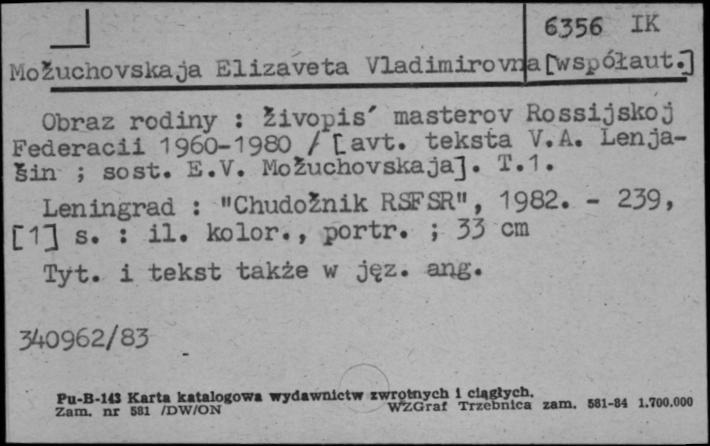 6356 IK
Možuchovskaja Elizaveta Vladimirovna [współaut.]
Obraz rodiny : živopis′ masterov Rossijskoj
Federacii 1960-1980 / [avt. teksta V.A. Lenja-
šin ; sost. E.V. Možuchovskaja]. T.1.
Leningrad : "Chudožnik RSFSR", 1982. - 239,
[1] s. : il. kolor., portr. ; 33 cm
Tyt. i tekst także w jęz. ang.
340962/83
Pu-B-143 Karta katalogowa wydawnictw zwrotnych i ciągłych.
Zam. nr 581 /DW/ON WZGraf Trzebnica zam. 581-84 1.700.000